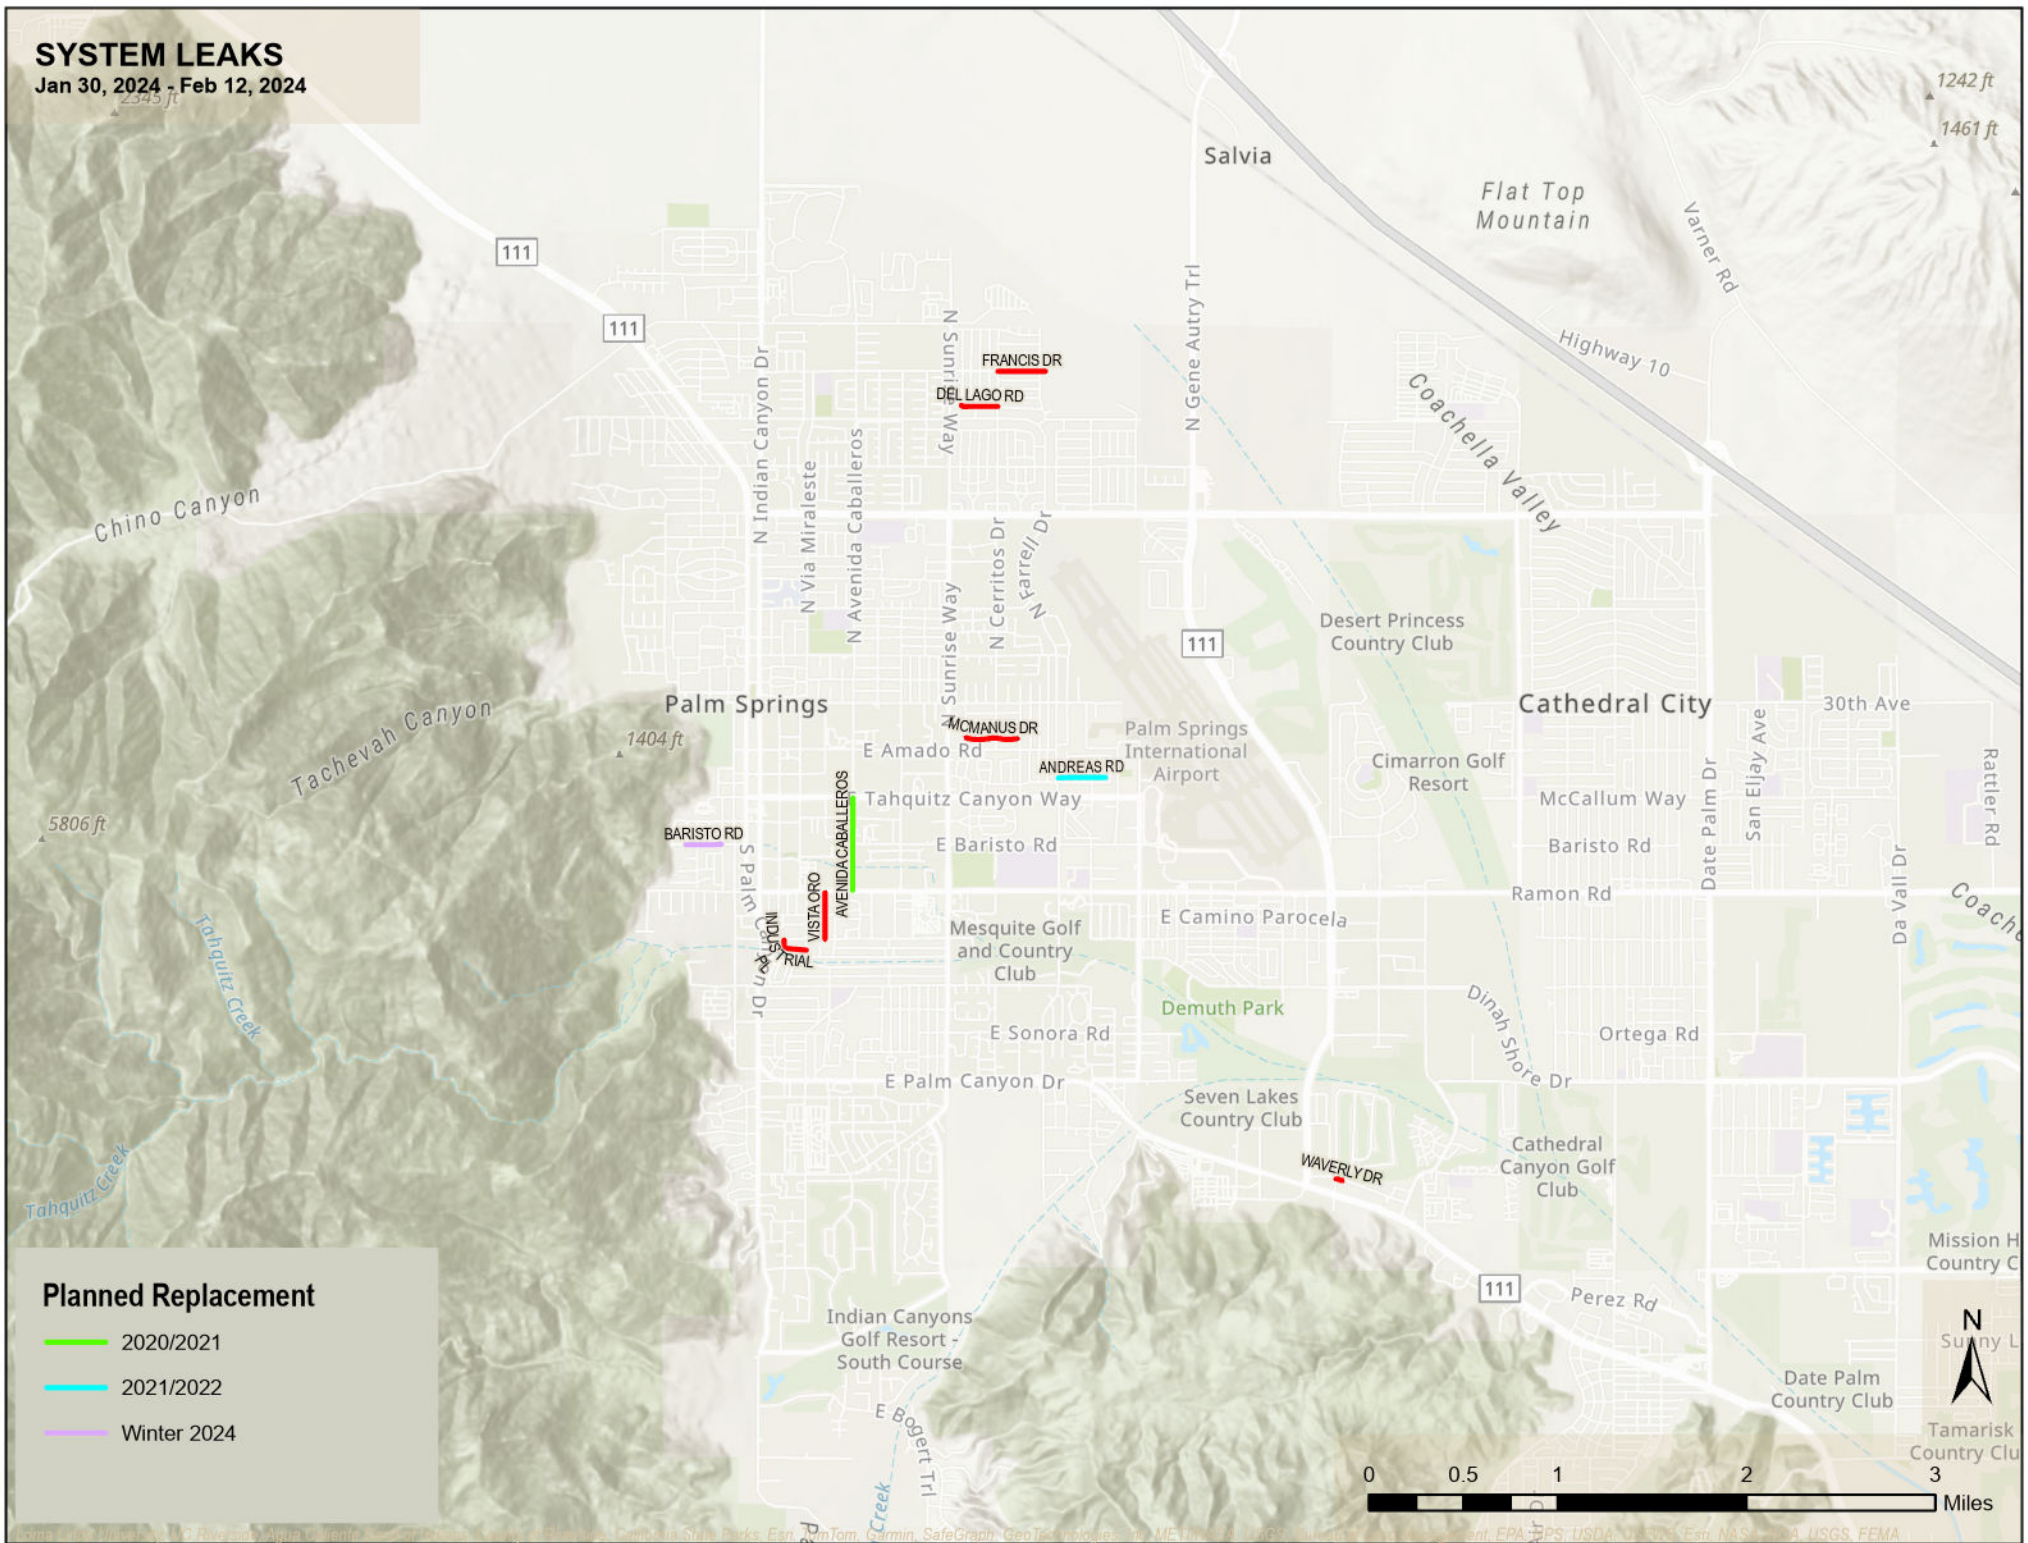 SYSTEM LEAKS
Jan 30, 2024 - Feb 12, 2024
2345 ft
1242 ft
1461 ft
Salvia
Flat Top
Mountain
Varner Rd
111
111
N Indian Canyon Dr
N Sunrise Way
N Gene Autry Trl
Highway 10
FRANCIS DR
DEL LAGO RD
Coachella Valley
Chino Canyon
N Via Miraleste
N Avenida Caballeros
N Cerritos Dr
N Farrell Dr
N Sunrise Way
111
Desert Princess
Country Club
Palm Springs
Cathedral City
30th Ave
San Eljay Ave
Tachevah Canyon
1404 ft
MCMANUS DR
E Amado Rd
Palm Springs
International
Airport
ANDREAS RD
Cimarron Golf
Resort
Date Palm Dr
Rattler Rd
Tahquitz Canyon Way
McCallum Way
5806 ft
BARISTO RD
AVENIDA CABALLEROS
E Baristo Rd
Baristo Rd
S Palm Canyon Dr
Ramon Rd
Da Vall Dr
VISTA ORO
INDUSTRIAL
PL
E Camino Parocela
Mesquite Golf
and Country
Club
Tahquitz Creek
Demuth Park
Dinah Shore Dr
E Sonora Rd
Ortega Rd
E Palm Canyon Dr
Seven Lakes
Country Club
Cathedral
Canyon Golf
Club
WAVERLY DR
Tahquitz Creek
Mission H
Country C
111
Perez Rd
Indian Canyons
Golf Resort -
South Course
E Bogert Trl
Creek
Date Palm
Country Club
Tamarisk
Country Clu
Planned Replacement
2020/2021
2021/2022
Winter 2024
N
0 0.5 1 2 3
Miles